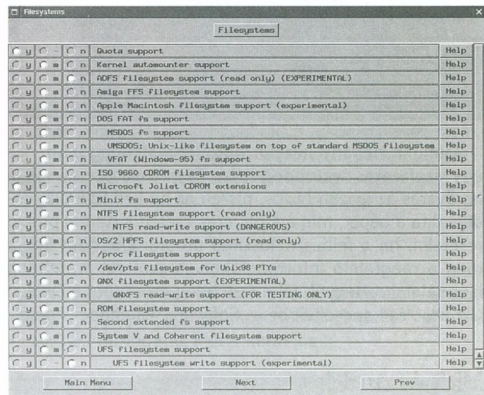 Filesystems
Filesystems
y - n Quota support Help
y m n Kernel automounter support Help
y m n ADFS filesystem support (read only) (EXPERIMENTAL) Help
y m n Amiga FFS filesystem support Help
y m n Apple Macintosh filesystem support (experimental) Help
y m n DOS FAT fs support Help
y m n MSDOS fs support Help
y m n UMSDOS: Unix-like filesystem on top of standard MSDOS filesystem Help
y m n VFAT (Windows-95) fs support Help
y m n ISO 9660 CDROM filesystem support Help
y - n Microsoft Joliet CDROM extensions Help
y m n Minix fs support Help
y m n NTFS filesystem support (read only) Help
y - n NTFS read-write support (DANGEROUS) Help
y m n OS/2 HPFS filesystem support (read only) Help
y - n /proc filesystem support Help
y - n /dev/pts filesystem for Unix98 PTYs Help
y m n QNX filesystem support (EXPERIMENTAL) Help
y - n QNXFS read-write support (FOR TESTING ONLY) Help
y m n ROM filesystem support Help
y m n Second extended fs support Help
y m n System V and Coherent filesystem support Help
y m n UFS filesystem support Help
y - n UFS filesystem write support (experimental) Help
Main Menu Next Prev